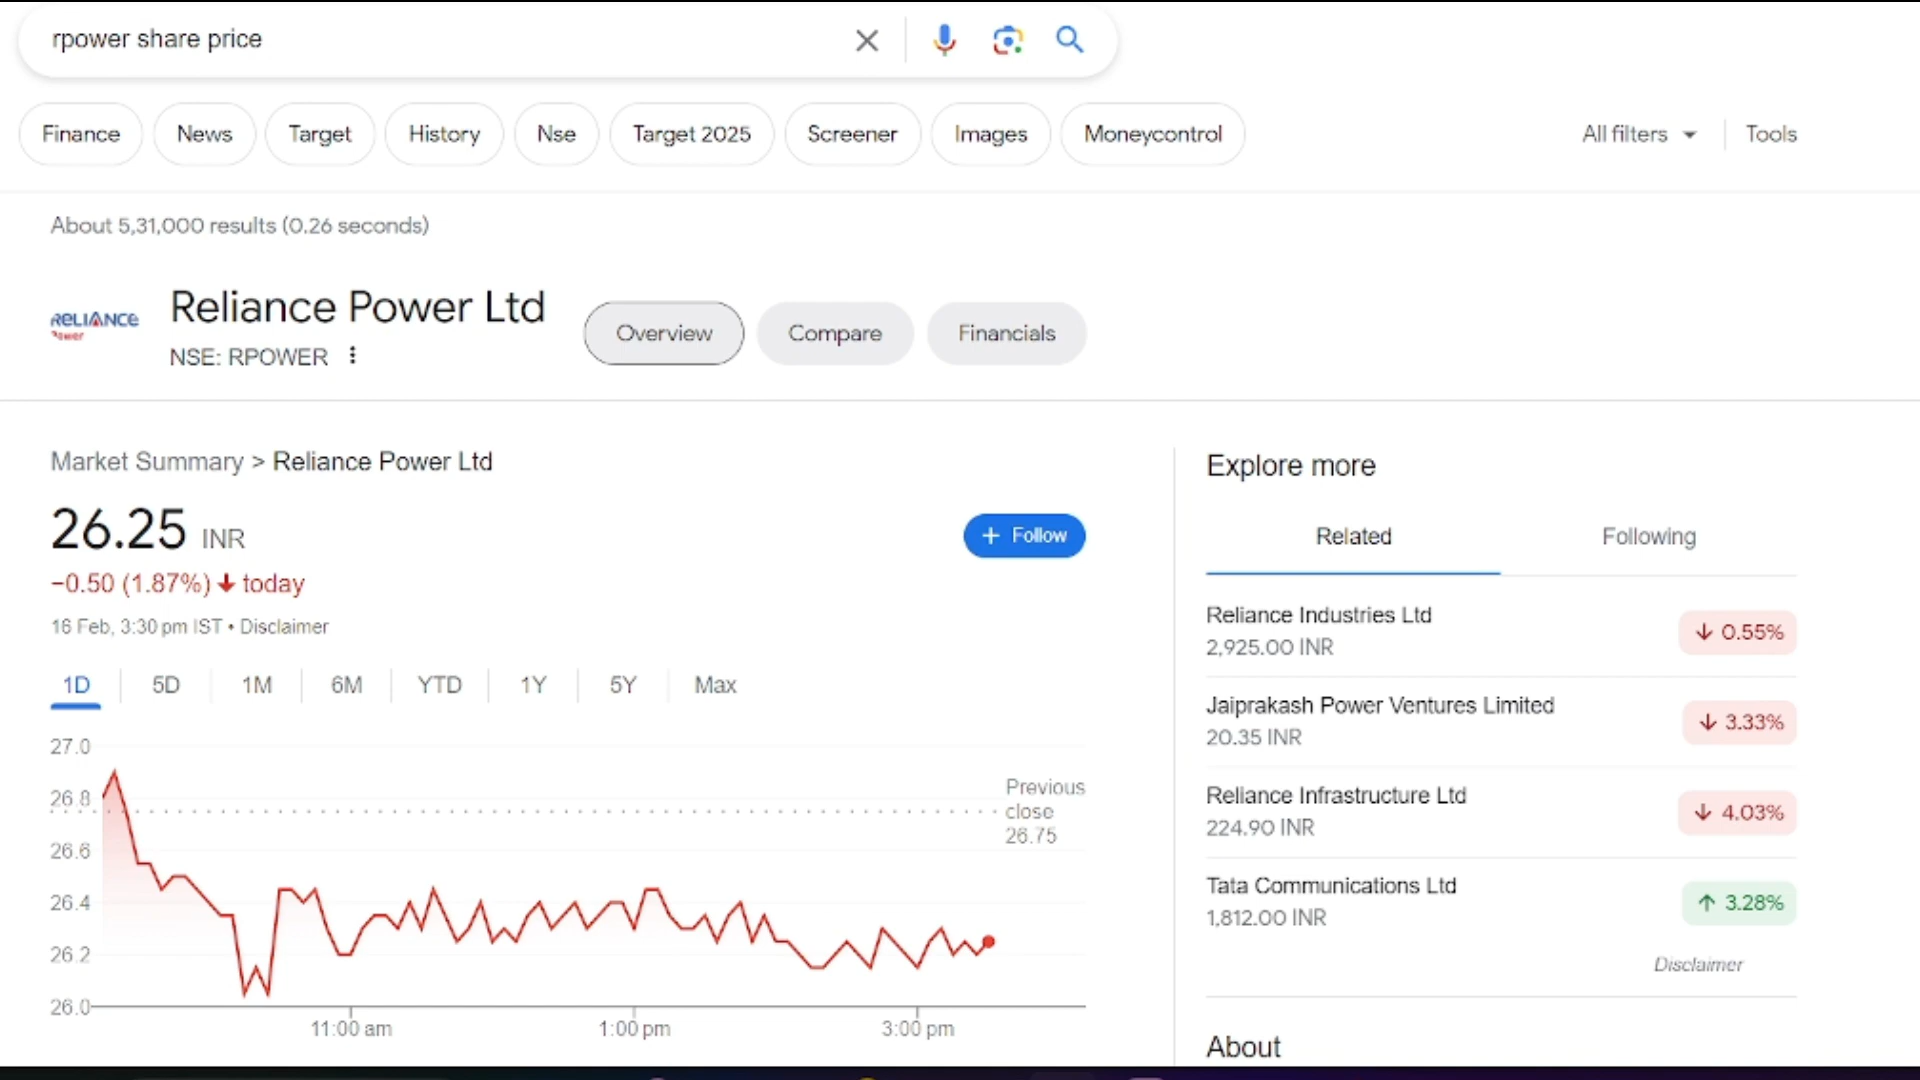 rpower share price
Finance
News
Target
History
Nse
Target 2025
Screener
Images
Moneycontrol
All filters
Tools
About 5,31,000 results (0.26 seconds)
RELIANCE
Power
Reliance Power Ltd
NSE: RPOWER
Overview
Compare
Financials
Market Summary > Reliance Power Ltd
26.25 INR
+ Follow
−0.50 (1.87%) ↓ today
16 Feb, 3:30 pm IST • Disclaimer
1D
5D
1M
6M
YTD
1Y
5Y
Max
27.0
26.8
26.6
26.4
26.2
26.0
Previous
close
26.75
11:00 am
1:00 pm
3:00 pm
Explore more
Related
Following
Reliance Industries Ltd
2,925.00 INR
↓ 0.55%
Jaiprakash Power Ventures Limited
20.35 INR
↓ 3.33%
Reliance Infrastructure Ltd
224.90 INR
↓ 4.03%
Tata Communications Ltd
1,812.00 INR
↑ 3.28%
Disclaimer
About